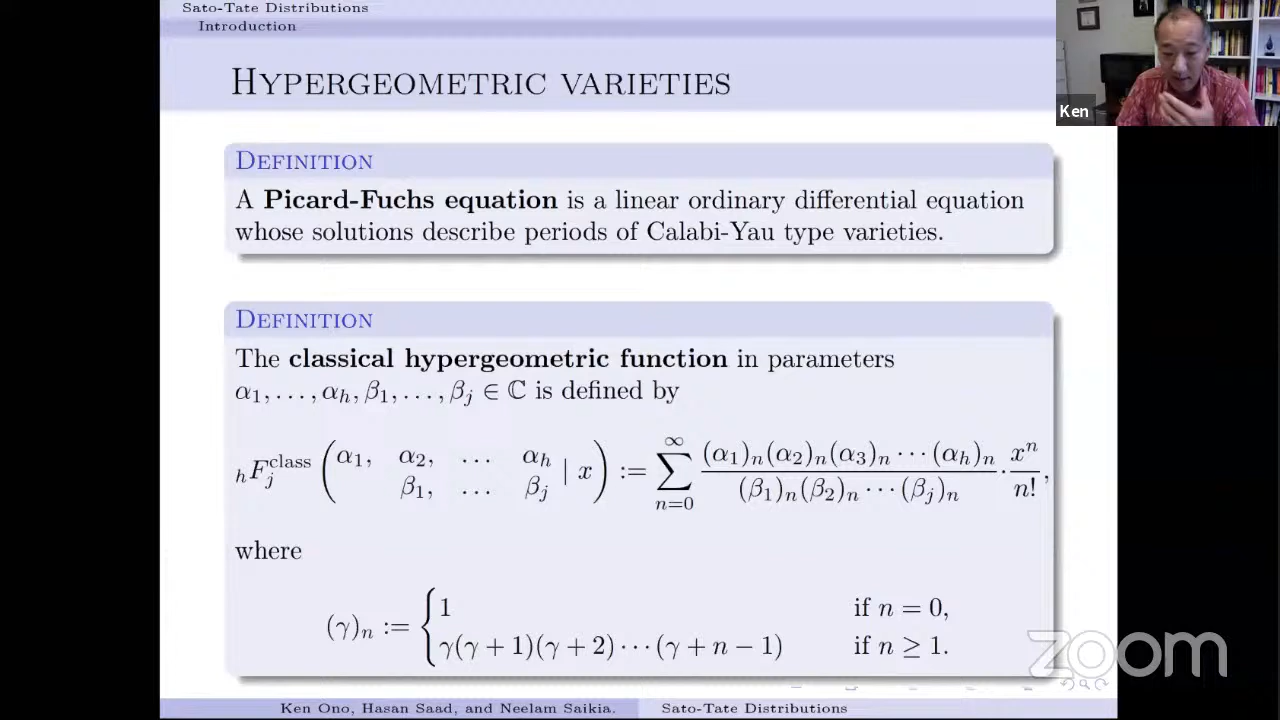 Sato-Tate Distributions
Introduction
Hypergeometric varieties
Ken
Definition
A Picard-Fuchs equation is a linear ordinary differential equation
whose solutions describe periods of Calabi-Yau type varieties.
Definition
The classical hypergeometric function in parameters
α₁, . . . , αₕ, β₁, . . . , βⱼ ∈ ℂ is defined by
ₕFⱼ^class ( α₁, α₂, . . . αₕ ; β₁, . . . βⱼ | x ) := ∑_{n=0}^{∞} (α₁)ₙ(α₂)ₙ(α₃)ₙ · · · (αₕ)ₙ / (β₁)ₙ(β₂)ₙ · · · (βⱼ)ₙ · xⁿ / n! ,
where
(γ)ₙ := { 1 if n = 0,
γ(γ + 1)(γ + 2) · · · (γ + n − 1) if n ≥ 1.
zoom
Ken Ono, Hasan Saad, and Neelam Saikia. Sato-Tate Distributions